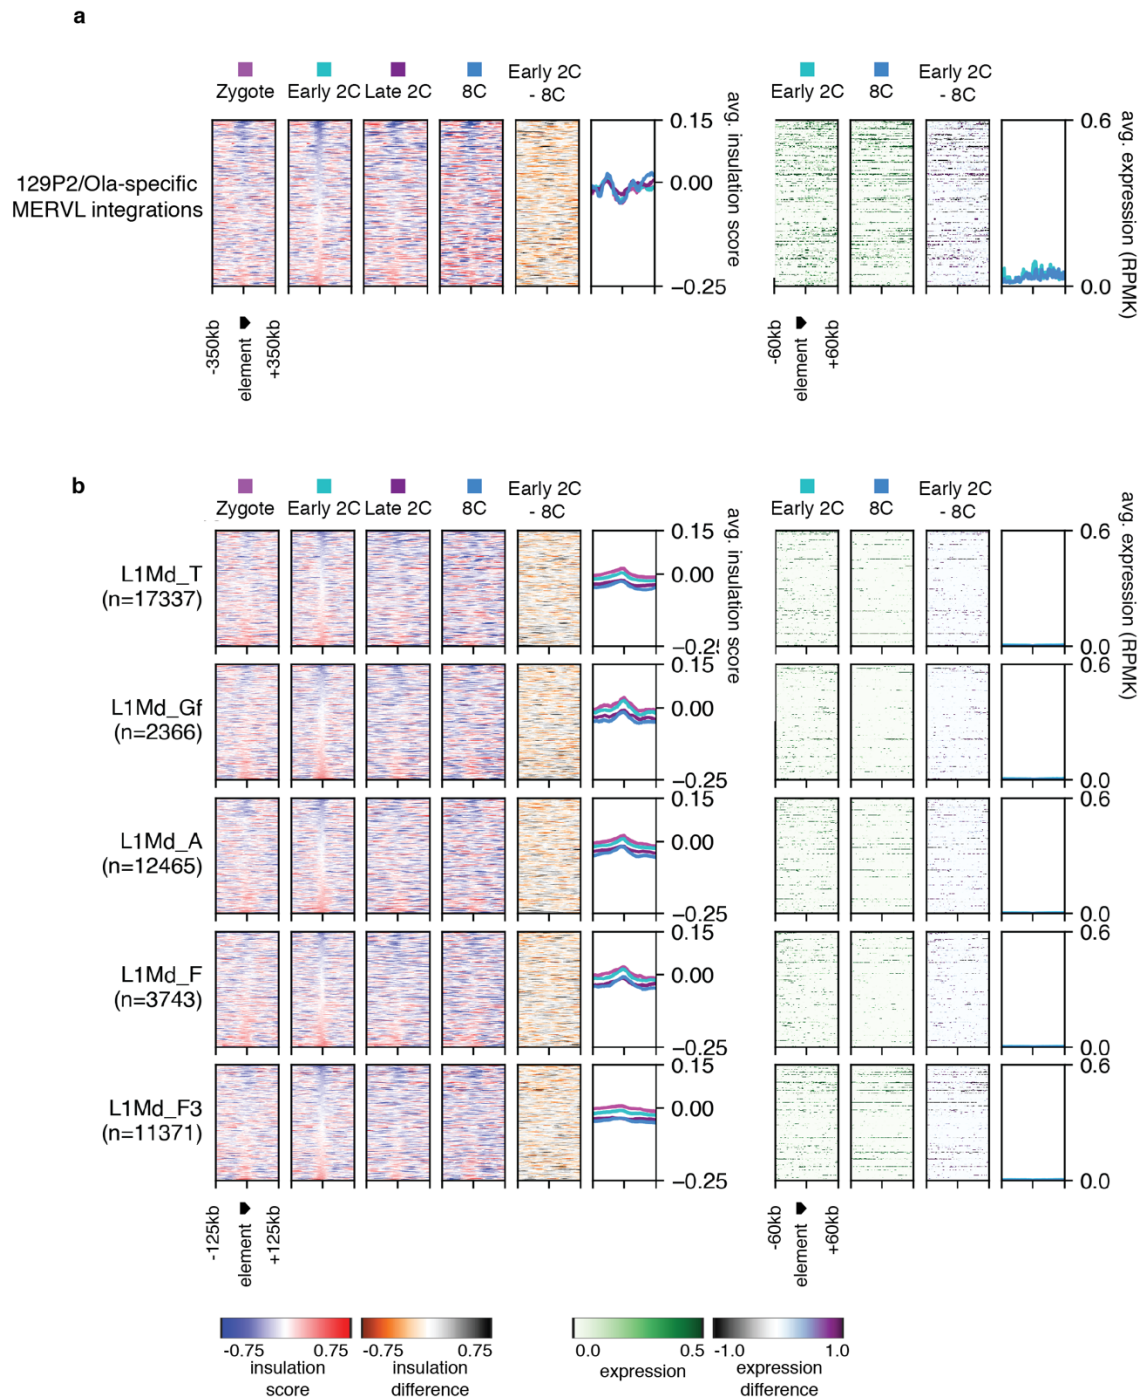 a
Zygote
Early 2C
Late 2C
8C
Early 2C
- 8C
avg. insulation score
0.15
0.00
−0.25
129P2/Ola-specific
MERVL integrations
-350kb
element
+350kb
Early 2C
8C
Early 2C
- 8C
avg. expression (RPMK)
0.6
0.0
-60kb
element
+60kb
b
Zygote
Early 2C
Late 2C
8C
Early 2C
- 8C
avg. insulation score
Early 2C
8C
Early 2C
- 8C
avg. expression (RPMK)
L1Md_T
(n=17337)
0.15
0.00
−0.25
0.6
0.0
L1Md_Gf
(n=2366)
0.15
0.00
−0.25
0.6
0.0
L1Md_A
(n=12465)
0.15
0.00
−0.25
0.6
0.0
L1Md_F
(n=3743)
0.15
0.00
−0.25
0.6
0.0
L1Md_F3
(n=11371)
0.15
0.00
−0.25
0.6
0.0
-125kb
element
+125kb
-60kb
element
+60kb
-0.75 0.75
insulation
score
-0.75 0.75
insulation
difference
0.0 0.5
expression
-1.0 1.0
expression
difference